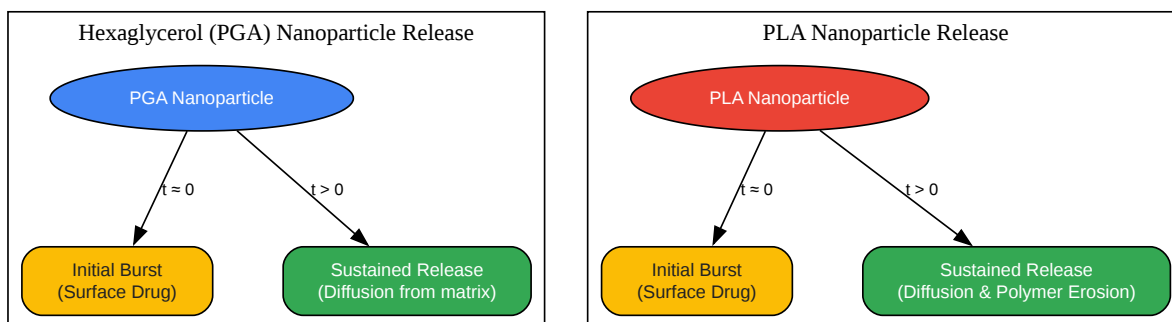 Hexaglycerol (PGA) Nanoparticle Release
PGA Nanoparticle
t ≈ 0
t > 0
Initial Burst
(Surface Drug)
Sustained Release
(Diffusion from matrix)
PLA Nanoparticle Release
PLA Nanoparticle
t ≈ 0
t > 0
Initial Burst
(Surface Drug)
Sustained Release
(Diffusion & Polymer Erosion)